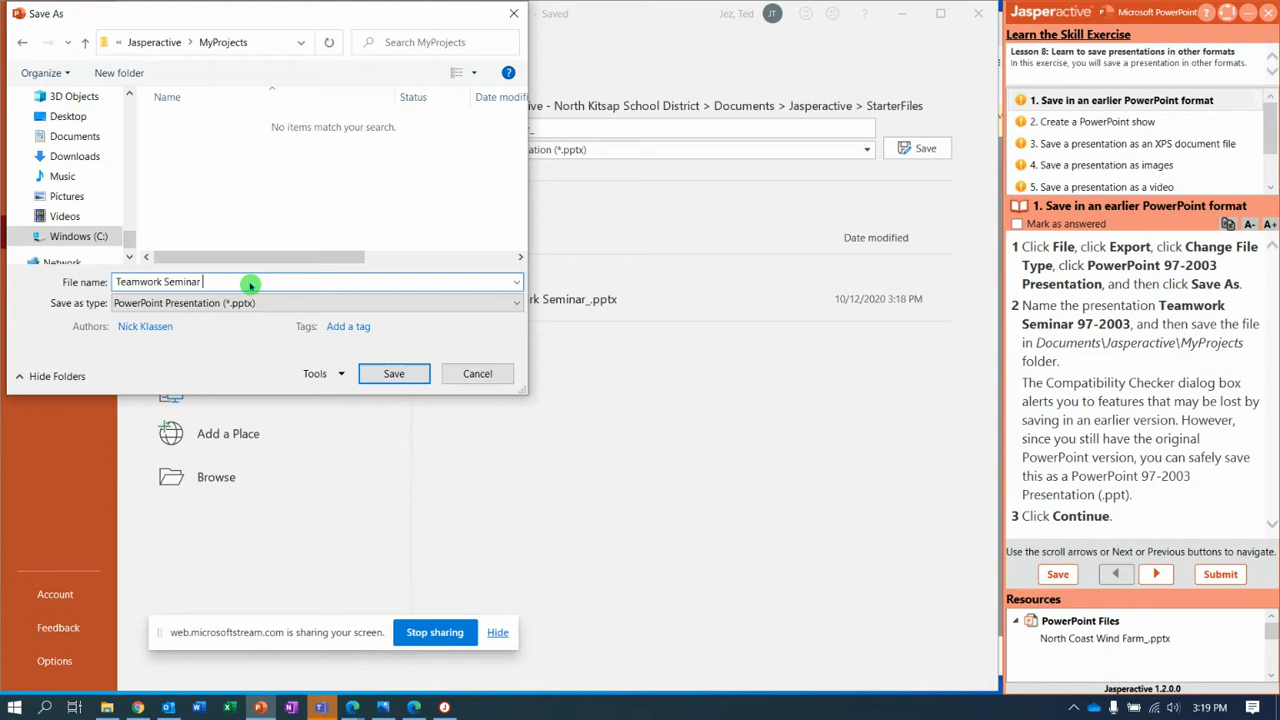 Save As
Saved
Jez, Ted
JT
Jasperactive
Microsoft PowerPoint
« Jasperactive > MyProjects
Search MyProjects
Organize
New folder
3D Objects
Desktop
Documents
Downloads
Music
Pictures
Videos
Windows (C:)
Network
Name
Status
Date modifi
No items match your search.
File name:
Teamwork Seminar
Save as type:
PowerPoint Presentation (*.pptx)
Authors:
Nick Klassen
Tags:
Add a tag
Hide Folders
Tools
Save
Cancel
ive - North Kitsap School District > Documents > Jasperactive > StarterFiles
tation (*.pptx)
Save
Date modified
rk Seminar_.pptx
10/12/2020 3:18 PM
Add a Place
Browse
Account
Feedback
Options
web.microsoftstream.com is sharing your screen.
Stop sharing
Hide
Learn the Skill Exercise
Lesson 8: Learn to save presentations in other formats
In this exercise, you will save a presentation in other formats.
1. Save in an earlier PowerPoint format
2. Create a PowerPoint show
3. Save a presentation as an XPS document file
4. Save a presentation as images
5. Save a presentation as a video
1. Save in an earlier PowerPoint format
Mark as answered
A-
A+
1 Click File, click Export, click Change File
Type, click PowerPoint 97-2003
Presentation, and then click Save As.
2 Name the presentation Teamwork
Seminar 97-2003, and then save the file
in Documents\Jasperactive\MyProjects
folder.
The Compatibility Checker dialog box
alerts you to features that may be lost by
saving in an earlier version. However,
since you still have the original
PowerPoint version, you can safely save
this as a PowerPoint 97-2003
Presentation (.ppt).
3 Click Continue.
Use the scroll arrows or Next or Previous buttons to navigate.
Save
Submit
Resources
PowerPoint Files
North Coast Wind Farm_.pptx
Jasperactive 1.2.0.0
3:19 PM